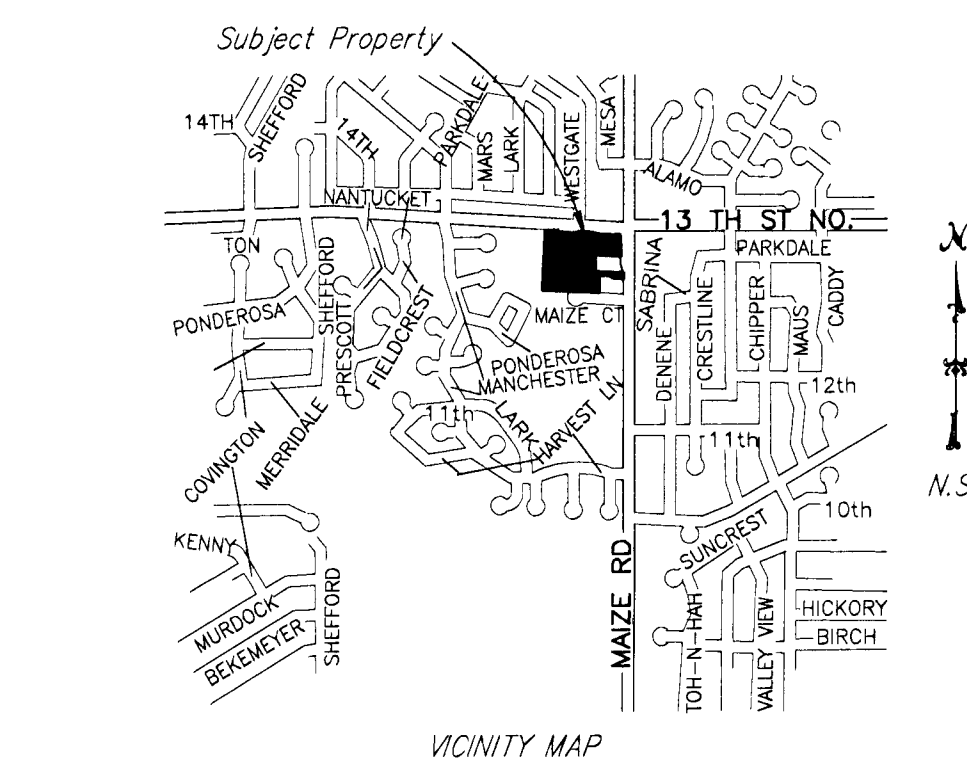 Subject Property
14TH
SHEFFORD
14TH
PARKDALE
MARS
LARK
WESTGATE
MESA
ALAMO
NANTUCKET
13 TH ST NO.
TON
SHEFFORD
PARKDALE
N
PONDEROSA
PRESCOTT
FIELDCREST
MAIZE CT
SABRINA
DENENE
CRESTLINE
CHIPPER
MAUS
CADDY
PONDEROSA
MANCHESTER
12th
11th
LARK
HARVEST LN
11th
COVINGTON
MERRIDALE
N.S
10th
KENNY
SUNCREST
MURDOCK
BEKEMEYER
SHEFFORD
MAIZE RD
TOH-N-HAH
VALLEY VIEW
HICKORY
BIRCH
VICINITY MAP